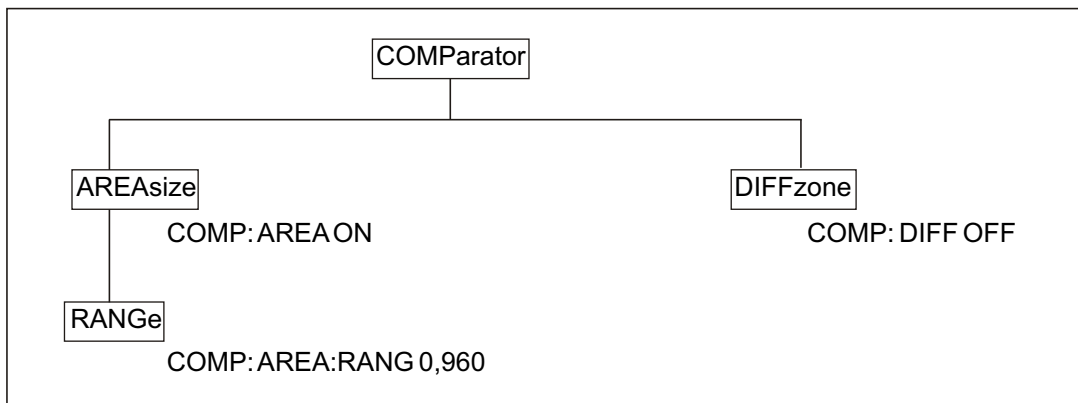 COMParator
AREAsize
DIFFzone
COMP: AREA ON
COMP: DIFF OFF
RANGe
COMP: AREA:RANG 0,960